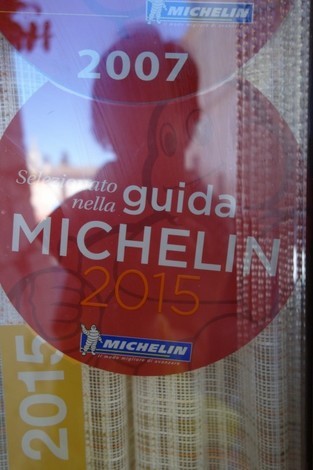 MICHELIN
2007
Selezionato
nella guida
MICHELIN
2015
MICHELIN
2015